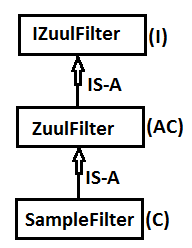 IZuulFilter (I)
IS-A
ZuulFilter (AC)
IS-A
SampleFilter (C)